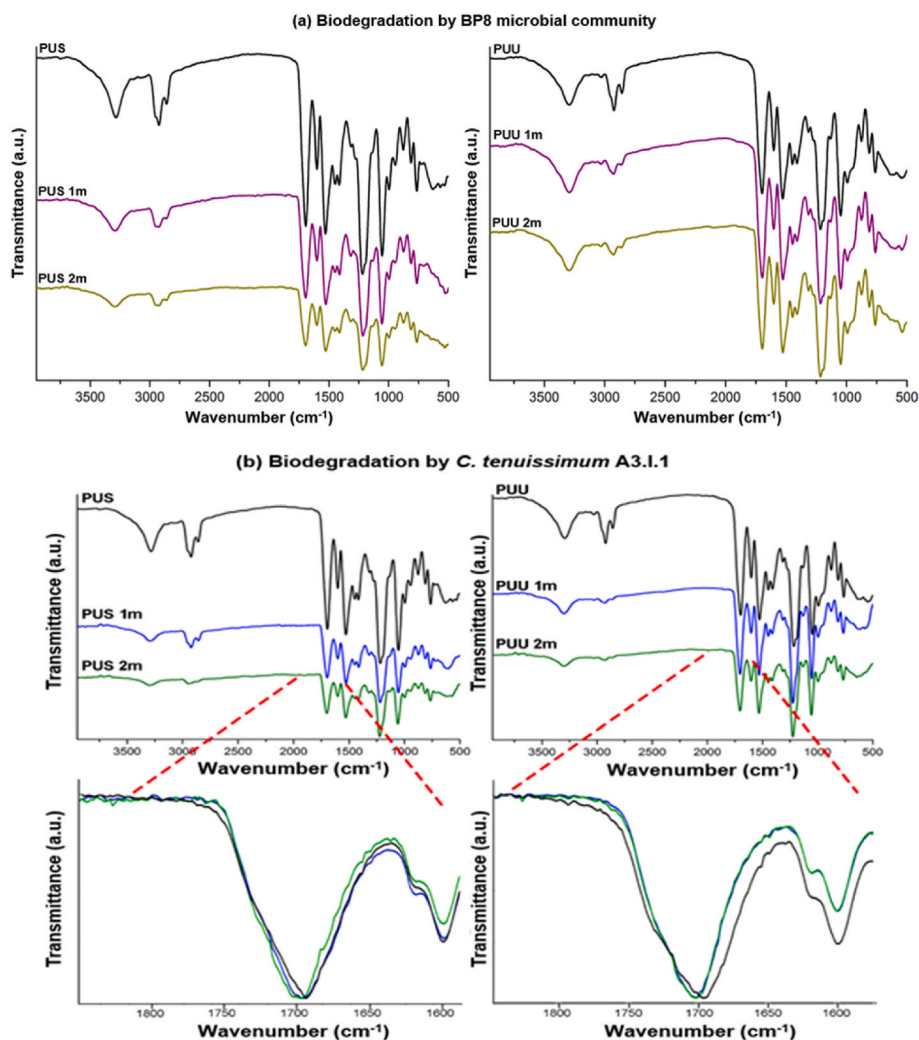 (a) Biodegradation by BP8 microbial community
PUS
PUS 1m
PUS 2m
Transmittance (a.u.)
3500 3000 2500 2000 1500 1000 500
Wavenumber (cm-1)
PUU
PUU 1m
PUU 2m
Transmittance (a.u.)
3500 3000 2500 2000 1500 1000 500
Wavenumber (cm-1)
(b) Biodegradation by C. tenuissimum A3.I.1
PUS
PUS 1m
PUS 2m
Transmittance (a.u.)
3500 3000 2500 2000 1500 1000 500
Wavenumber (cm-1)
PUU
PUU 1m
PUU 2m
Transmittance (a.u.)
3500 3000 2500 2000 1500 1000 500
Wavenumber (cm-1)
Transmittance (a.u.)
1800 1750 1700 1650 1600
Wavenumber (cm-1)
Transmittance (a.u.)
1800 1750 1700 1650 1600
Wavenumber (cm-1)